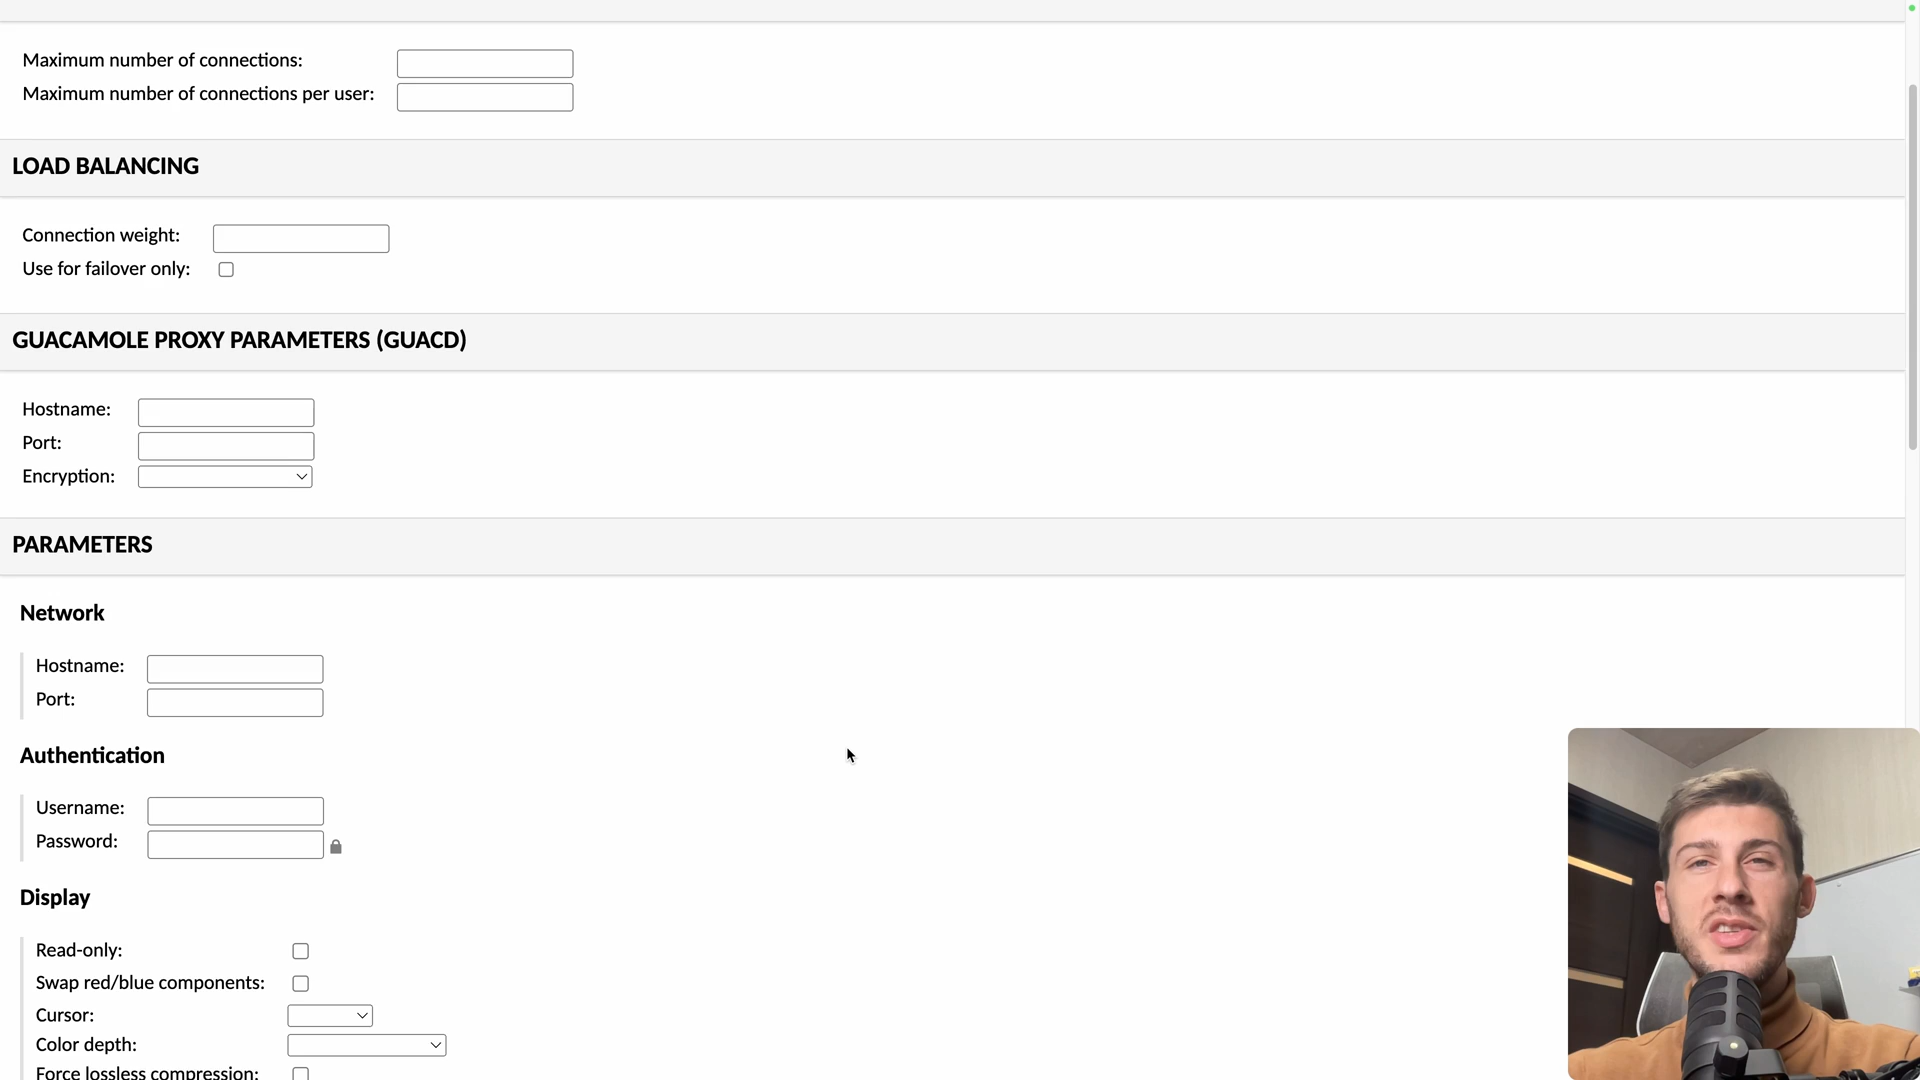 Maximum number of connections:
Maximum number of connections per user:
LOAD BALANCING
Connection weight:
Use for failover only:
GUACAMOLE PROXY PARAMETERS (GUACD)
Hostname:
Port:
Encryption:
PARAMETERS
Network
Hostname:
Port:
Authentication
Username:
Password:
Display
Read-only:
Swap red/blue components:
Cursor:
Color depth:
Force lossless compression: